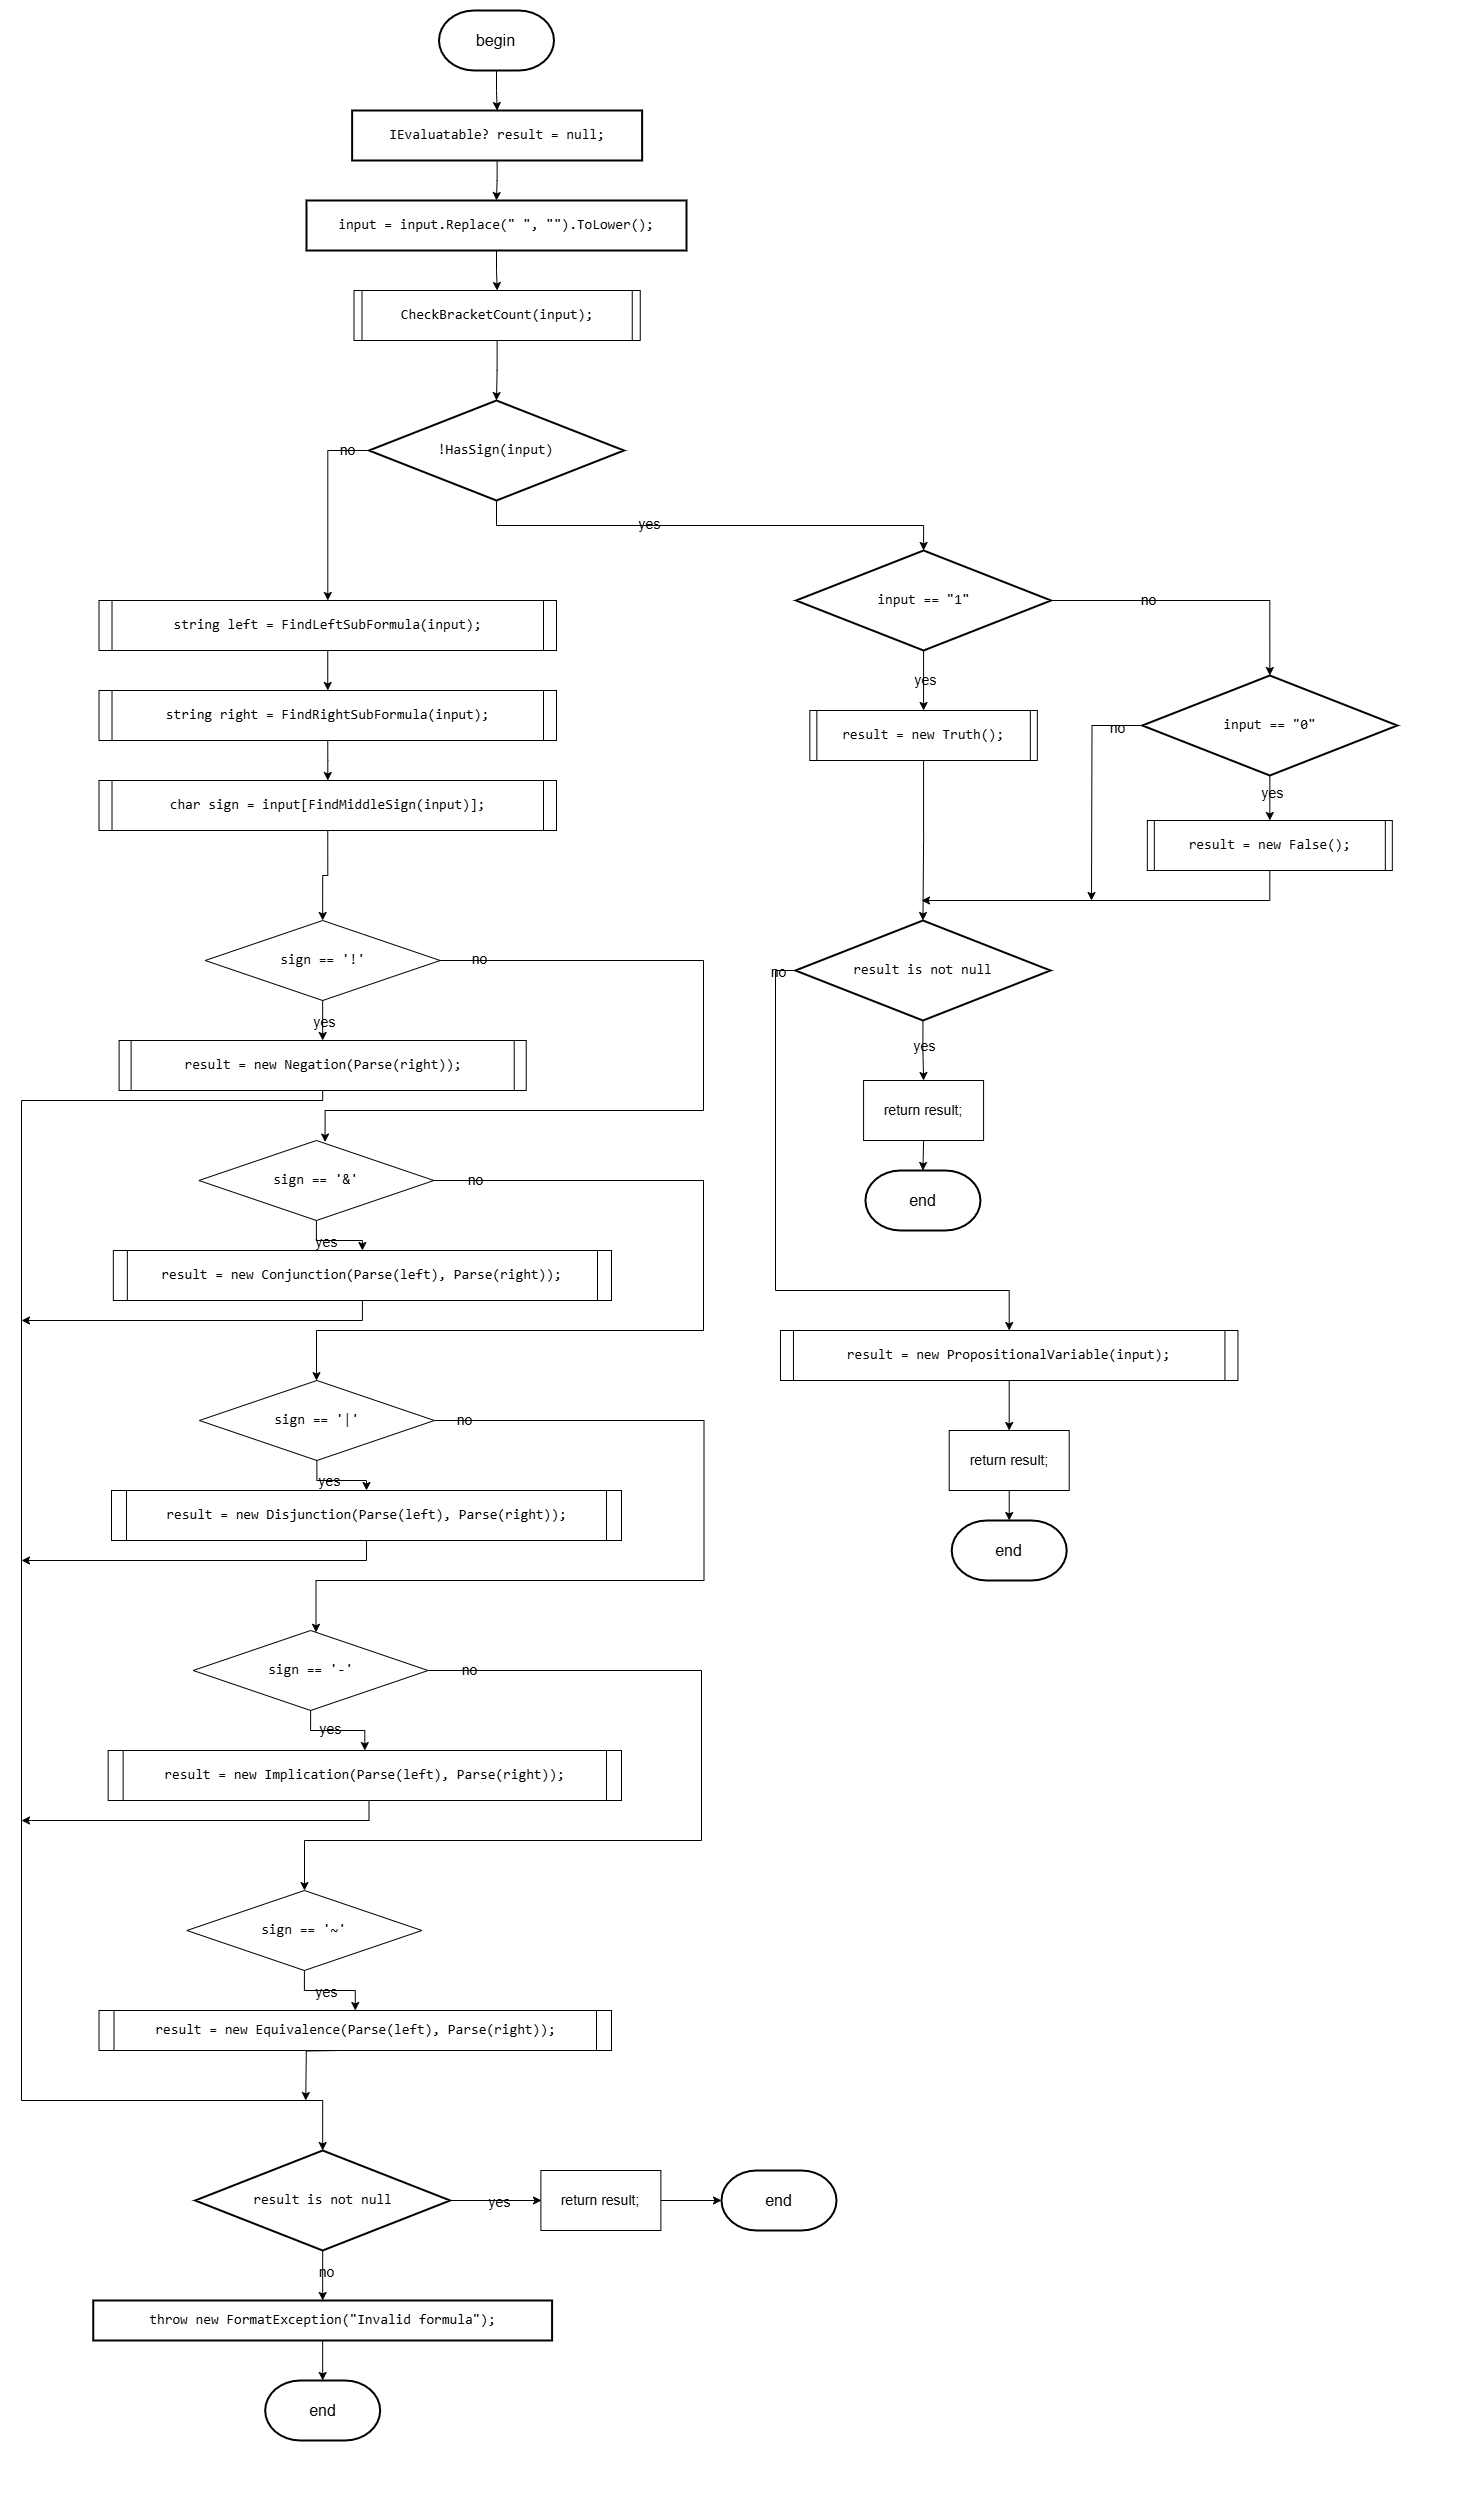 begin
IEvaluatable? result = null;
input = input.Replace(" ", "").ToLower();
CheckBracketCount(input);
!HasSign(input)
no
yes
string left = FindLeftSubFormula(input);
string right = FindRightSubFormula(input);
char sign = input[FindMiddleSign(input)];
sign == '!'
no
yes
result = new Negation(Parse(right));
sign == '&'
no
yes
result = new Conjunction(Parse(left), Parse(right));
sign == '|'
no
yes
result = new Disjunction(Parse(left), Parse(right));
sign == '-'
no
yes
result = new Implication(Parse(left), Parse(right));
sign == '~'
yes
result = new Equivalence(Parse(left), Parse(right));
result is not null
yes
return result;
end
no
throw new FormatException("Invalid formula");
end
input == "1"
no
yes
result = new Truth();
input == "0"
no
yes
result = new False();
result is not null
no
yes
return result;
end
result = new PropositionalVariable(input);
return result;
end